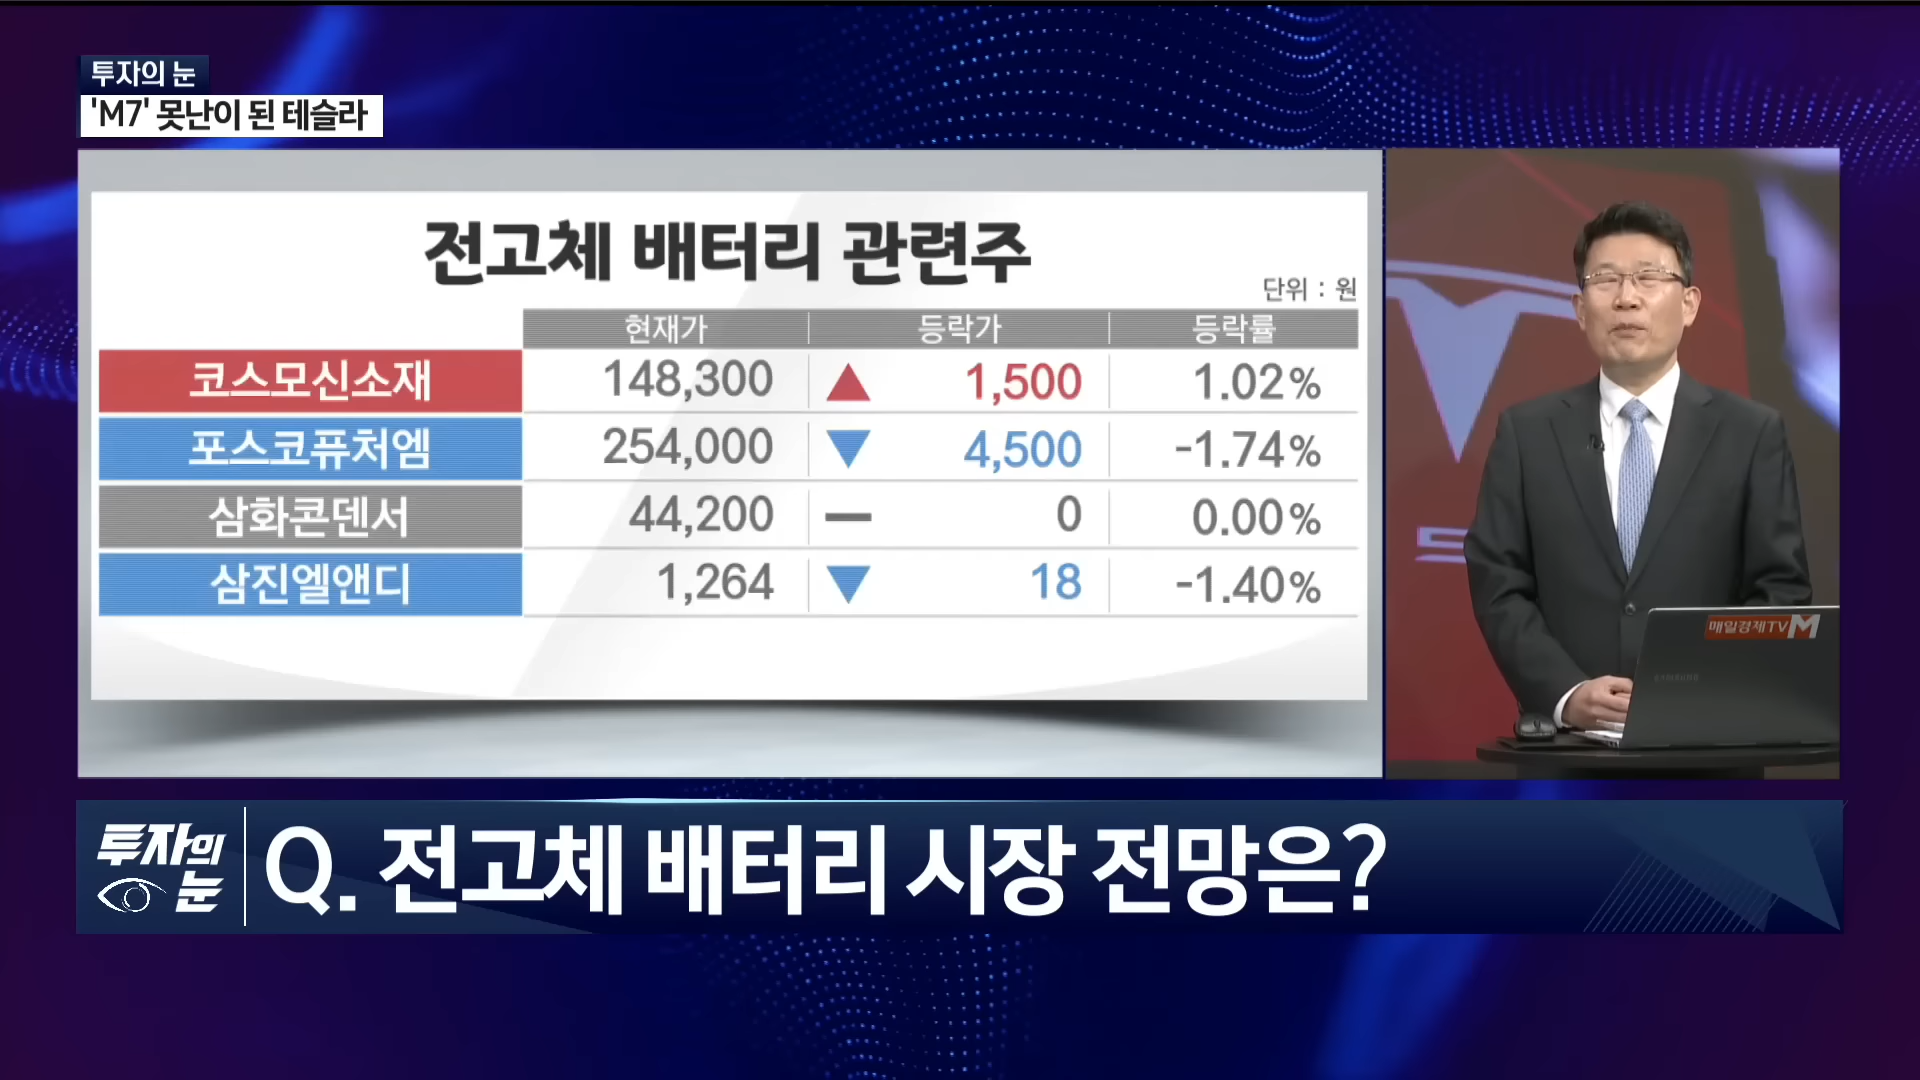 투자의 눈
'M7' 못난이 된 테슬라
전고체 배터리 관련주
단위 : 원
현재가 등락가 등락률
코스모신소재 148,300 ▲ 1,500 1.02%
포스코퓨처엠 254,000 ▼ 4,500 -1.74%
삼화콘덴서 44,200 — 0 0.00%
삼진엘앤디 1,264 ▼ 18 -1.40%
매일경제TV M
SAMSUNG
투자의 눈
Q. 전고체 배터리 시장 전망은?